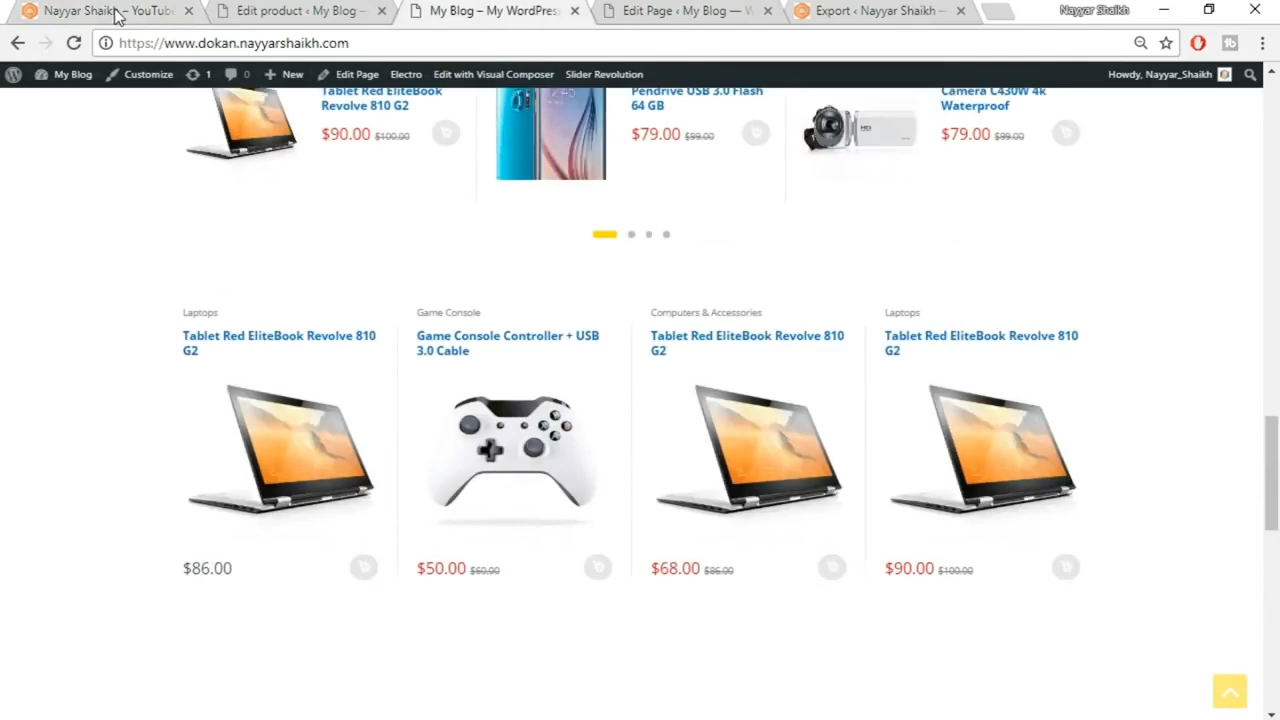 Nayyar Shaikh – YouTube
Edit product ‹ My Blog –
My Blog – My WordPress
Edit Page ‹ My Blog — W
Export ‹ Nayyar Shaikh —
Nayyar Shaikh
https://www.dokan.nayyarshaikh.com
My Blog
Customize
1
0
New
Edit Page
Electro
Edit with Visual Composer
Slider Revolution
Howdy, Nayyar_Shaikh
Tablet Red EliteBook
Revolve 810 G2
$90.00 $100.00
Pendrive USB 3.0 Flash
64 GB
$79.00 $99.00
Camera C430W 4k
Waterproof
$79.00 $99.00
Laptops
Tablet Red EliteBook Revolve 810
G2
$86.00
Game Console
Game Console Controller + USB
3.0 Cable
$50.00 $60.00
Computers & Accessories
Tablet Red EliteBook Revolve 810
G2
$68.00 $86.00
Laptops
Tablet Red EliteBook Revolve 810
G2
$90.00 $100.00